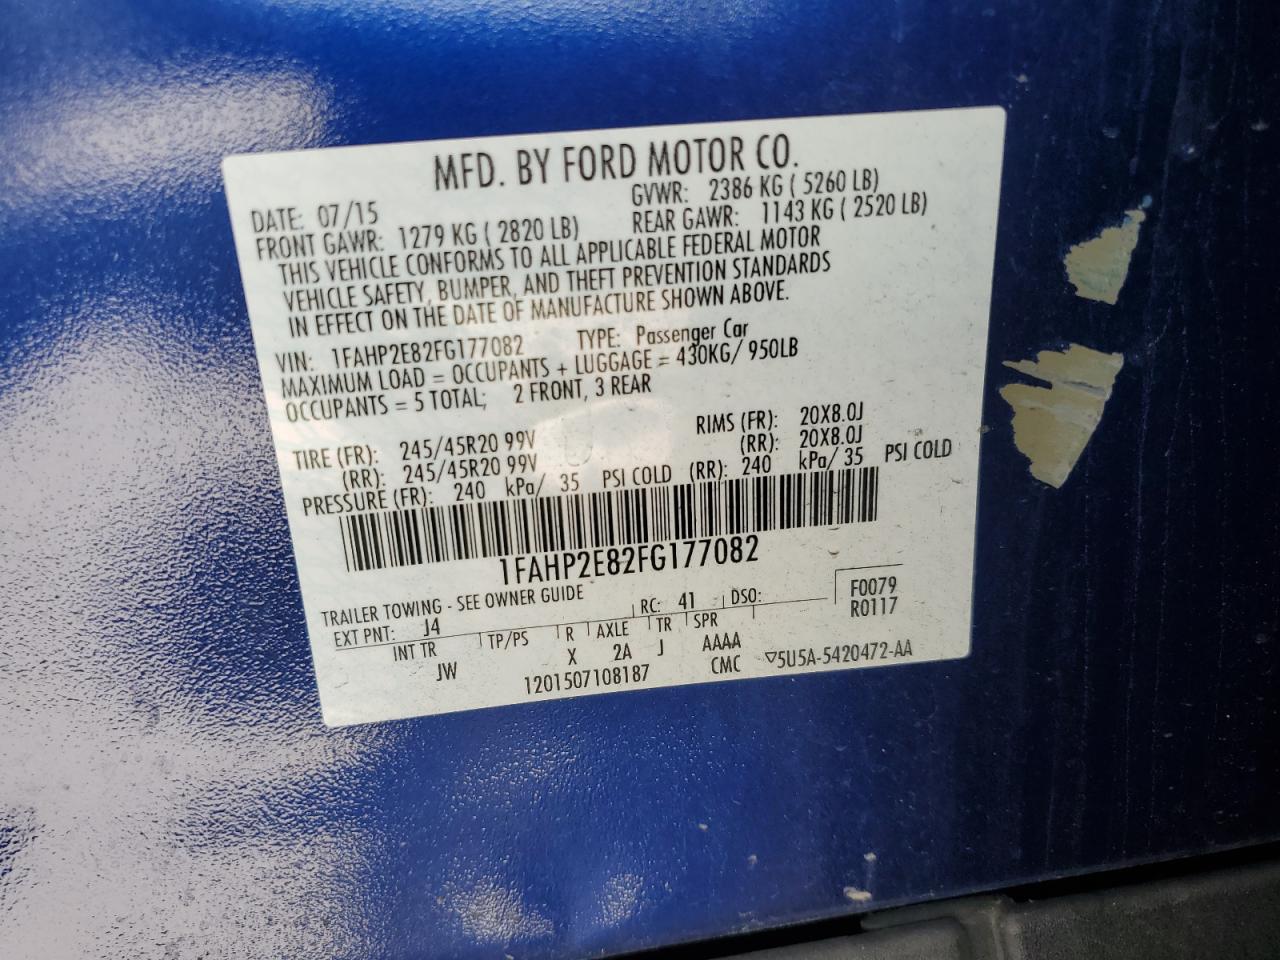 MFD. BY FORD MOTOR CO.
DATE: 07/15 GVWR: 2386 KG ( 5260 LB)
FRONT GAWR: 1279 KG ( 2820 LB) REAR GAWR: 1143 KG ( 2520 LB)
THIS VEHICLE CONFORMS TO ALL APPLICABLE FEDERAL MOTOR
VEHICLE SAFETY, BUMPER, AND THEFT PREVENTION STANDARDS
IN EFFECT ON THE DATE OF MANUFACTURE SHOWN ABOVE.
VIN: 1FAHP2E82FG177082 TYPE: Passenger Car
MAXIMUM LOAD = OCCUPANTS + LUGGAGE = 430KG/ 950LB
OCCUPANTS = 5 TOTAL; 2 FRONT, 3 REAR
TIRE (FR): 245/45R20 99V RIMS (FR): 20X8.0J
(RR): 245/45R20 99V (RR): 20X8.0J
PRESSURE (FR): 240 kPa/ 35 PSI COLD (RR): 240 kPa/ 35 PSI COLD
1FAHP2E82FG177082
TRAILER TOWING - SEE OWNER GUIDE
EXT PNT: J4 RC: 41 DSO: F0079
R0117
INT TR TP/PS R AXLE TR SPR
JW X 2A J AAAA
1201507108187 CMC ▽5U5A-5420472-AA